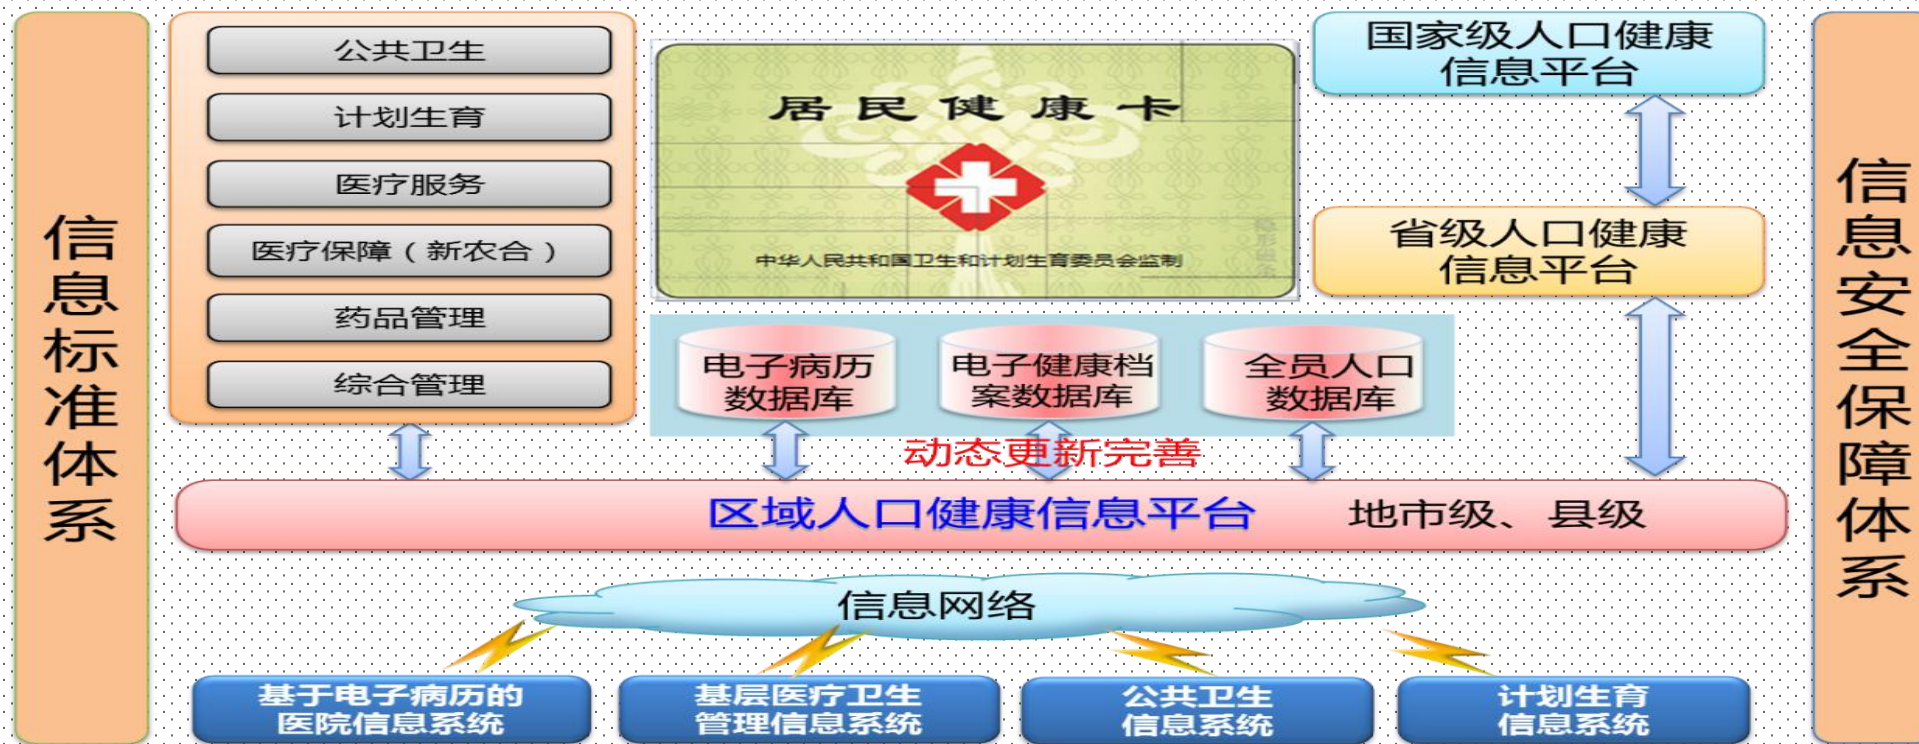 信息标准体系
公共卫生
计划生育
医疗服务
医疗保障（新农合）
药品管理
综合管理
居民健康卡
中华人民共和国卫生和计划生育委员会监制
国家级人口健康
信息平台
省级人口健康
信息平台
信息安全保障体系
电子病历
数据库
电子健康档
案数据库
全员人口
数据库
动态更新完善
区域人口健康信息平台 地市级、县级
信息网络
基于电子病历的
医院信息系统
基层医疗卫生
管理信息系统
公共卫生
信息系统
计划生育
信息系统